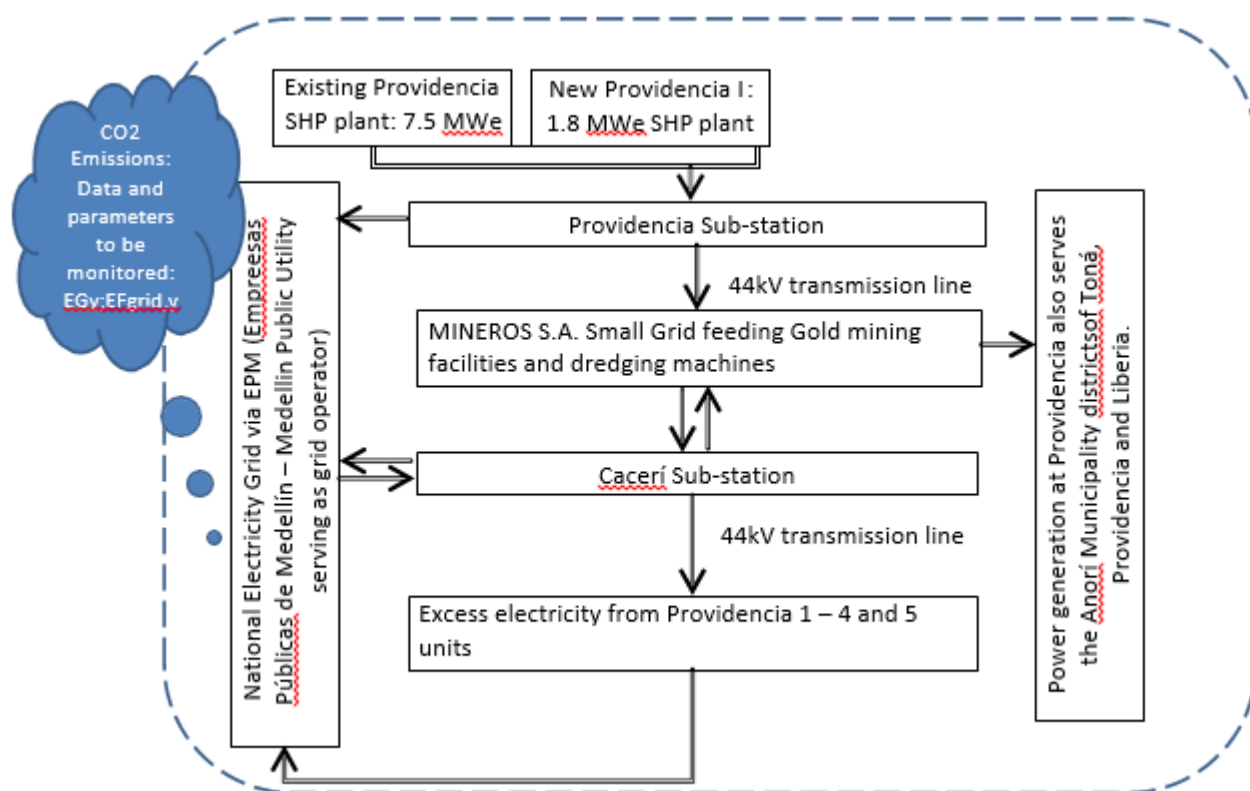 Existing Providencia
SHP plant: 7.5 MWe
New Providencia I:
1.8 MWe SHP plant
CO2
Emissions:
Data and
parameters
to be
monitored:
EGy;EFgrid,y
National Electricity Grid via EPM (Empreesas
Públicas de Medellín – Medellin Public Utility
serving as grid operator)
Providencia Sub-station
44kV transmission line
MINEROS S.A. Small Grid feeding Gold mining
facilities and dredging machines
Cacerí Sub-station
44kV transmission line
Excess electricity from Providencia 1 – 4 and 5
units
Power generation at Providencia also serves
the Anorí Municipality districtsof Toná,
Providencia and Liberia.